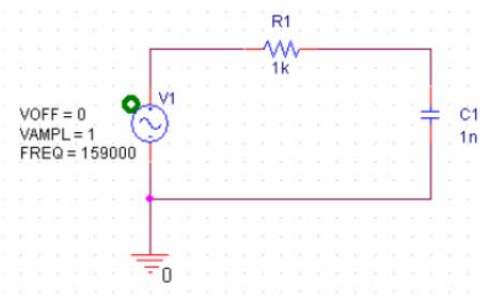 R1
1k
V1
VOFF = 0
VAMPL = 1
FREQ = 159000
C1
1n
0